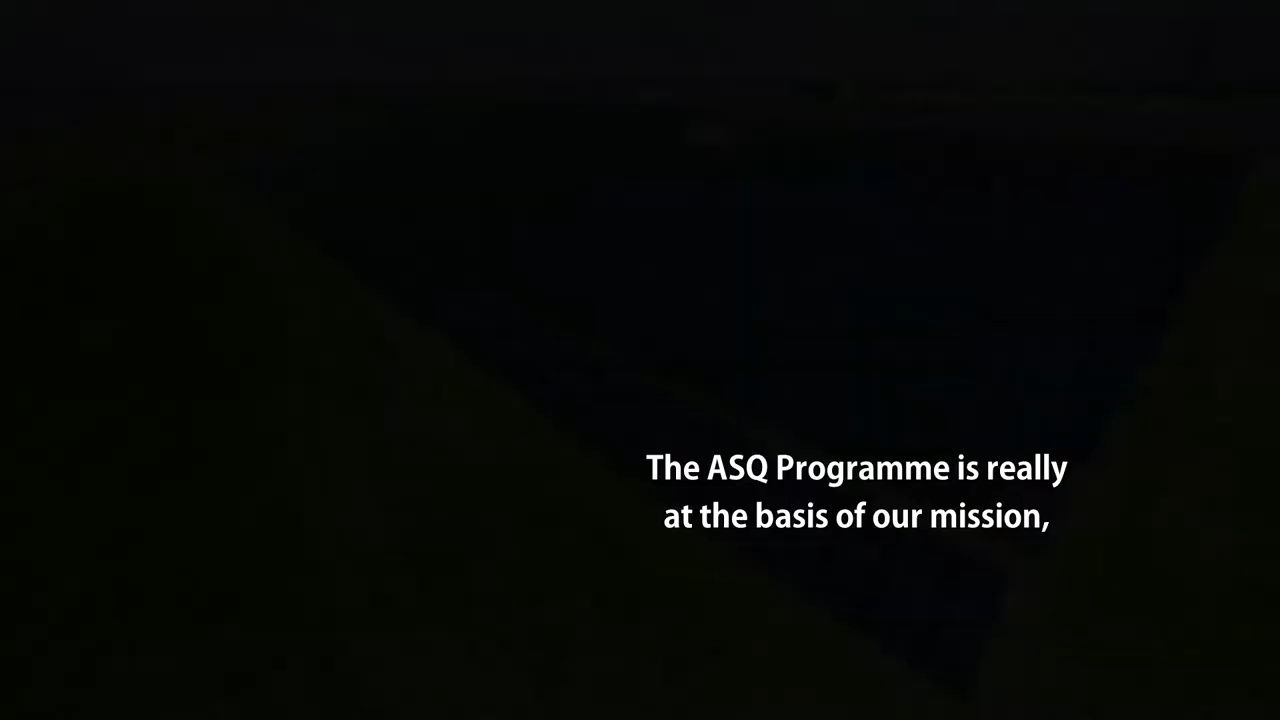 The ASQ Programme is really
at the basis of our mission,